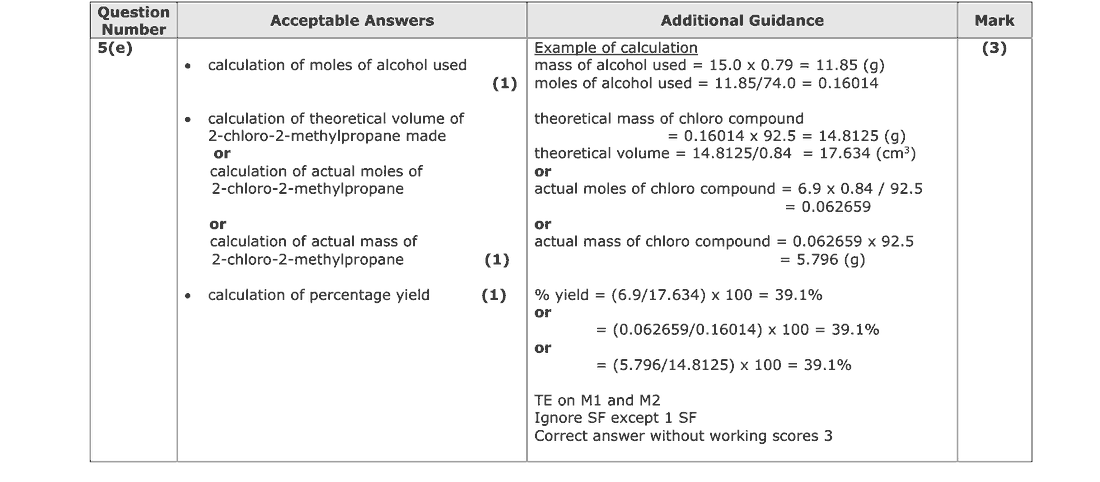 Question Number
Acceptable Answers
Additional Guidance
Mark
5(e)
• calculation of moles of alcohol used
(1)
• calculation of theoretical volume of
2-chloro-2-methylpropane made
or
calculation of actual moles of
2-chloro-2-methylpropane
or
calculation of actual mass of
2-chloro-2-methylpropane (1)
• calculation of percentage yield (1)
Example of calculation
mass of alcohol used = 15.0 x 0.79 = 11.85 (g)
moles of alcohol used = 11.85/74.0 = 0.16014
theoretical mass of chloro compound
= 0.16014 x 92.5 = 14.8125 (g)
theoretical volume = 14.8125/0.84 = 17.634 (cm³)
or
actual moles of chloro compound = 6.9 x 0.84 / 92.5
= 0.062659
or
actual mass of chloro compound = 0.062659 x 92.5
= 5.796 (g)
% yield = (6.9/17.634) x 100 = 39.1%
or
= (0.062659/0.16014) x 100 = 39.1%
or
= (5.796/14.8125) x 100 = 39.1%
TE on M1 and M2
Ignore SF except 1 SF
Correct answer without working scores 3
(3)